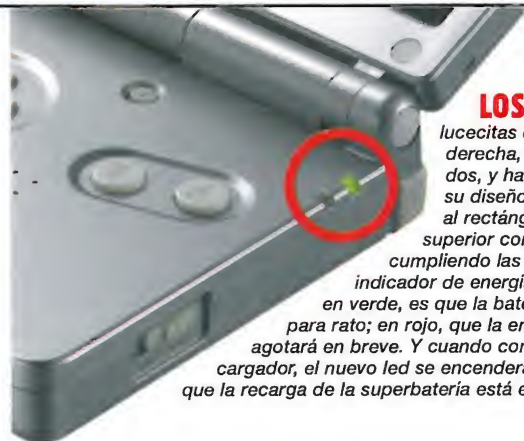 LOS
lucecitas
derecha,
dos, y ha
su diseño
al rectáng
superior con
cumpliendo las
indicador de energía
en verde, es que la bate
para rato; en rojo, que la en
agotará en breve. Y cuando con
cargador, el nuevo led se encenderá
que la recarga de la superbatería está e